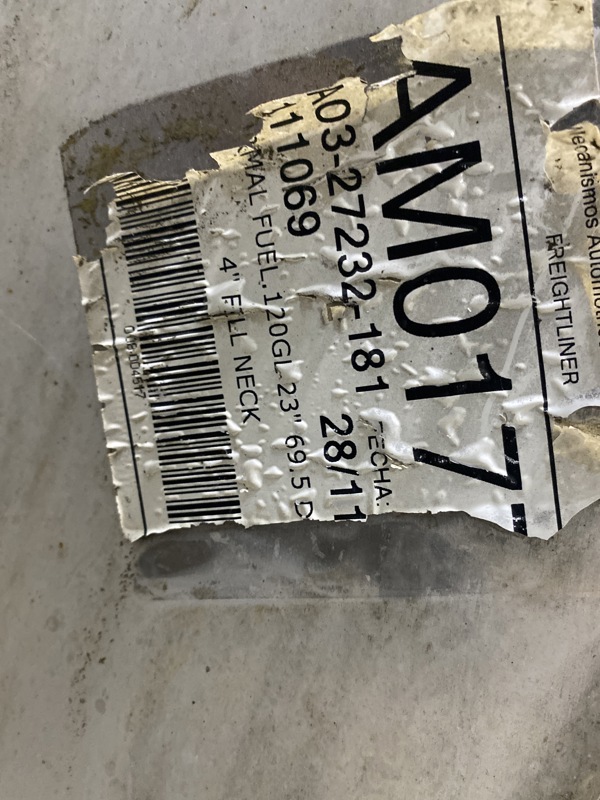 Mecanismos Automotrices
FREIGHTLINER
AM017
FECHA:
A03-27232-181 28/11
111069
MAL FUEL, 120GL 23" 69.5 D
4" FILL NECK